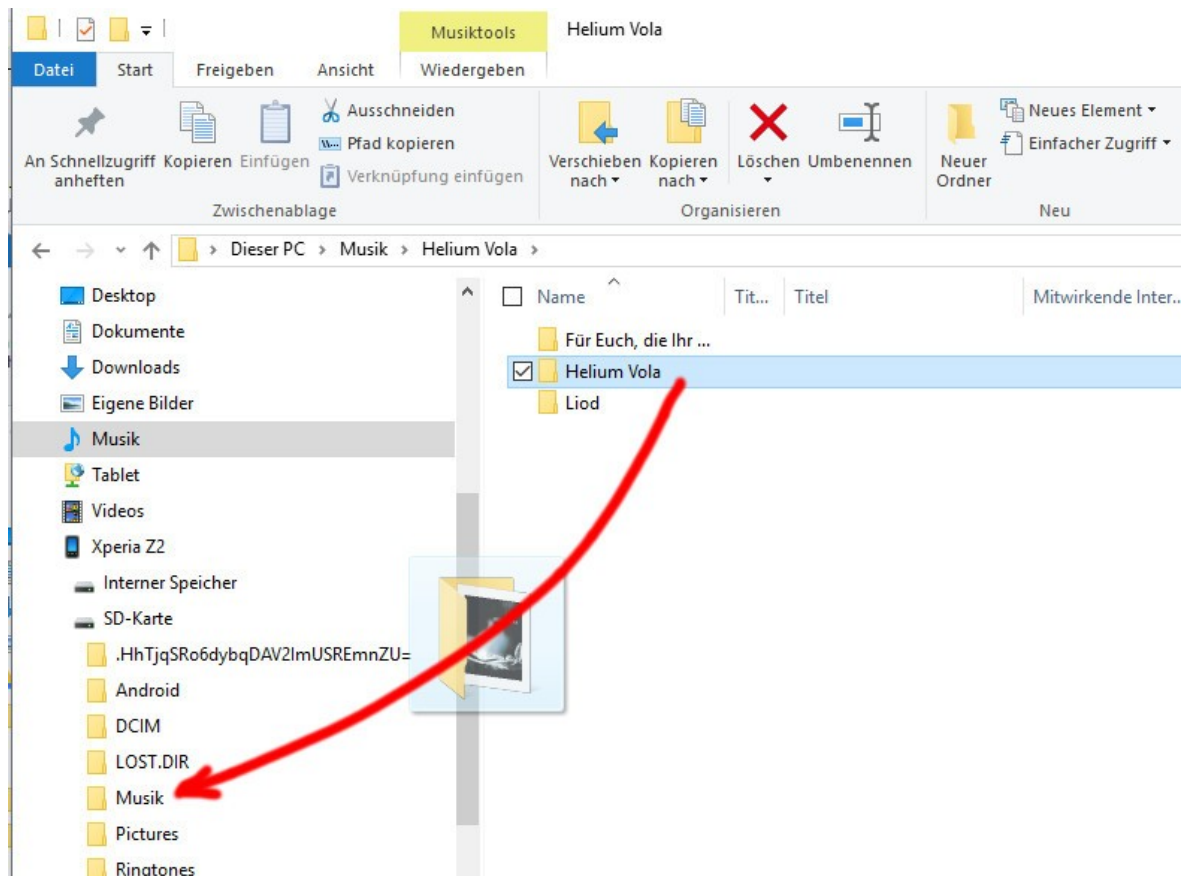 Musiktools Helium Vola
Datei Start Freigeben Ansicht Wiedergeben
An Schnellzugriff anheften
Kopieren
Einfügen
Ausschneiden
Pfad kopieren
Verknüpfung einfügen
Verschieben nach
Kopieren nach
Löschen
Umbenennen
Neuer Ordner
Neues Element
Einfacher Zugriff
Zwischenablage Organisieren Neu
Dieser PC > Musik > Helium Vola >
Desktop
Dokumente
Downloads
Eigene Bilder
Musik
Tablet
Videos
Xperia Z2
Interner Speicher
SD-Karte
.HhTjqSRo6dybqDAV2ImUSREmnZU=
Android
DCIM
LOST.DIR
Musik
Pictures
Ringtones
Name Tit... Titel Mitwirkende Inter...
Für Euch, die Ihr ...
Helium Vola
Liod